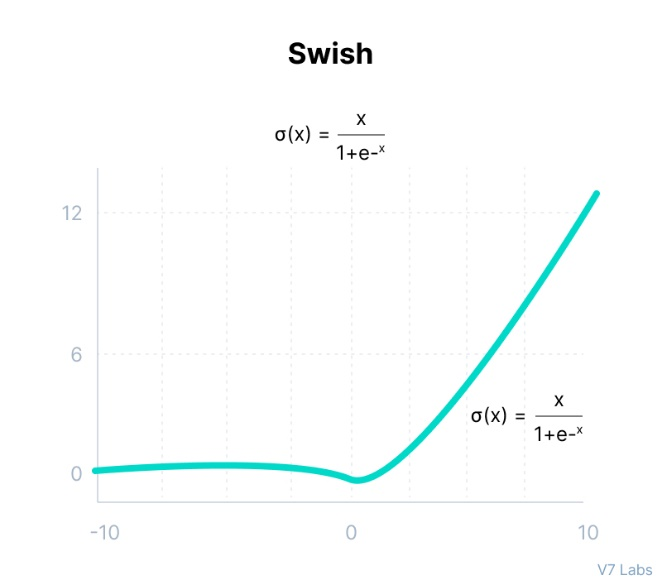 Swish
σ(x) = x
1+e-ˣ
12
6
0
σ(x) = x
1+e-ˣ
-10 0 10
V7 Labs